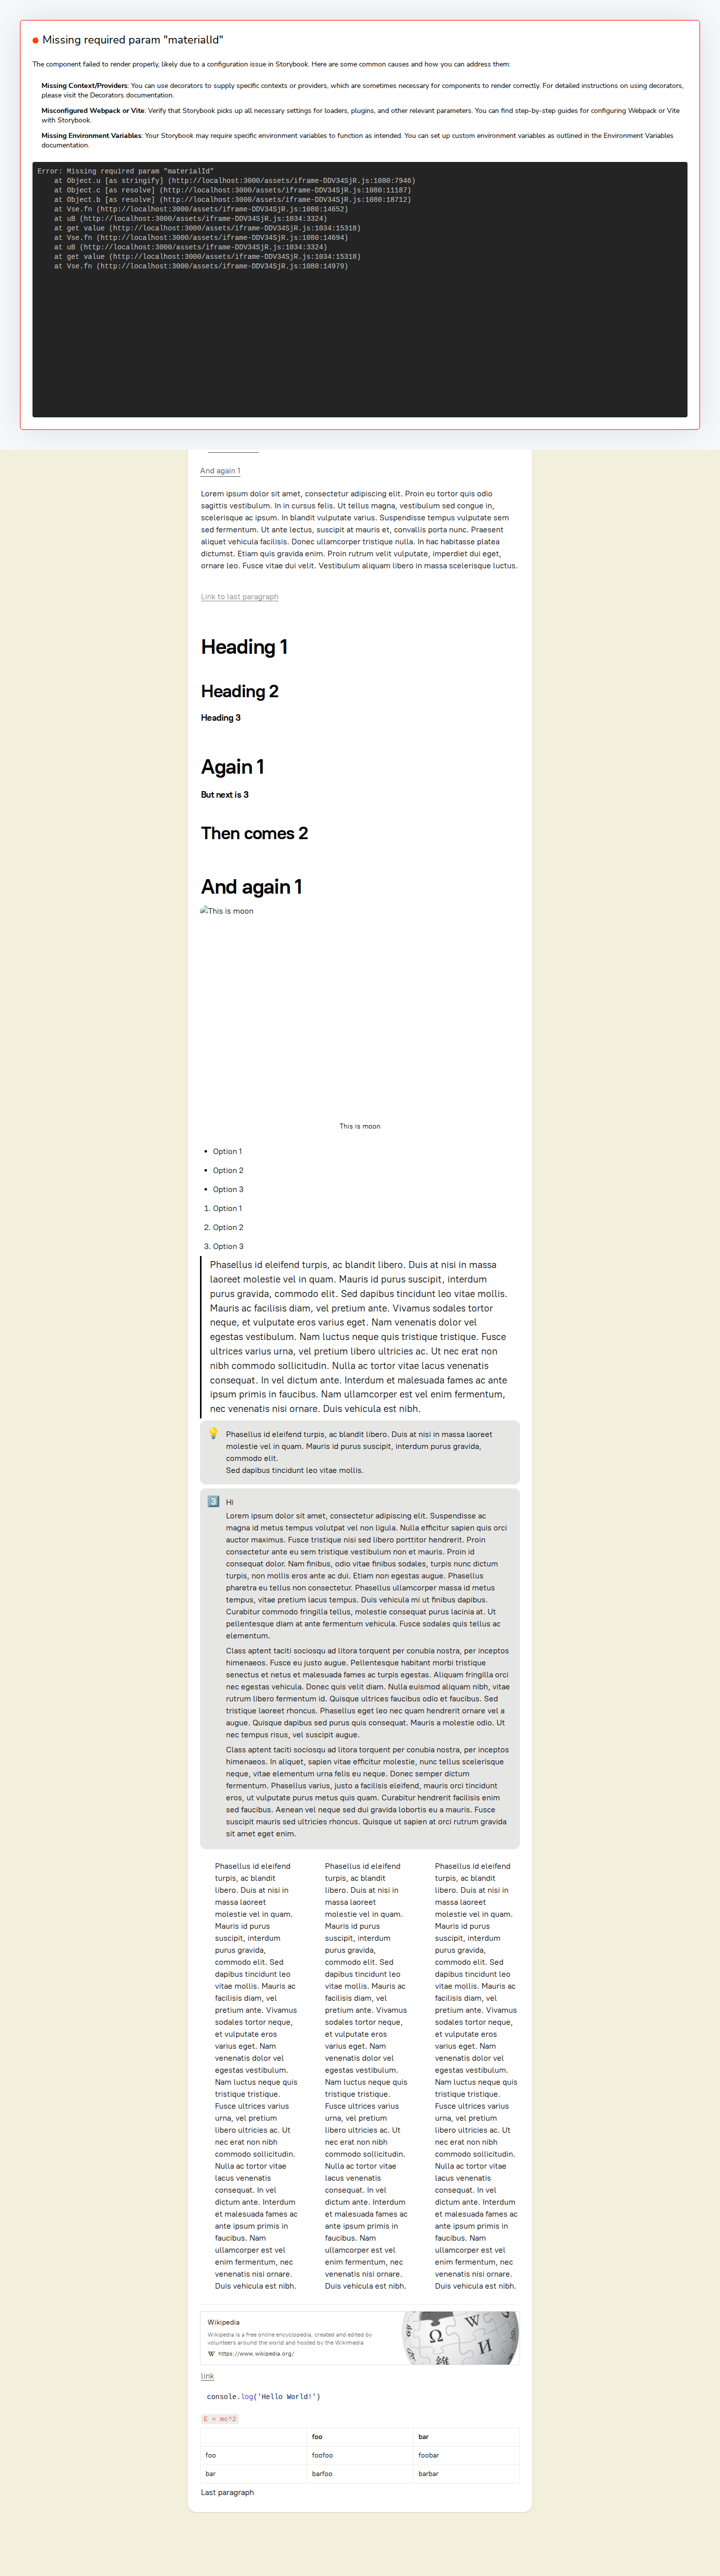 Missing required param "materialId"
The component failed to render properly, likely due to a configuration issue in Storybook. Here are some common causes and how you can address them:
Missing Context/Providers: You can use decorators to supply specific contexts or providers, which are sometimes necessary for components to render correctly. For detailed instructions on using decorators,
please visit the Decorators documentation.
Misconfigured Webpack or Vite: Verify that Storybook picks up all necessary settings for loaders, plugins, and other relevant parameters. You can find step-by-step guides for configuring Webpack or Vite
with Storybook.
Missing Environment Variables: Your Storybook may require specific environment variables to function as intended. You can set up custom environment variables as outlined in the Environment Variables
documentation.
Error: Missing required param "materialId"
at Object.u [as stringify] (http://localhost:3000/assets/iframe-DDV34SjR.js:1080:7946)
at Object.c [as resolve] (http://localhost:3000/assets/iframe-DDV34SjR.js:1080:11187)
at Object.b [as resolve] (http://localhost:3000/assets/iframe-DDV34SjR.js:1080:18712)
at Vse.fn (http://localhost:3000/assets/iframe-DDV34SjR.js:1080:14652)
at uB (http://localhost:3000/assets/iframe-DDV34SjR.js:1034:3324)
at get value (http://localhost:3000/assets/iframe-DDV34SjR.js:1034:15318)
at Vse.fn (http://localhost:3000/assets/iframe-DDV34SjR.js:1080:14694)
at uB (http://localhost:3000/assets/iframe-DDV34SjR.js:1034:3324)
at get value (http://localhost:3000/assets/iframe-DDV34SjR.js:1034:15318)
at Vse.fn (http://localhost:3000/assets/iframe-DDV34SjR.js:1080:14979)
And again 1
Lorem ipsum dolor sit amet, consectetur adipiscing elit. Proin eu tortor quis odio
sagittis vestibulum. In in cursus felis. Ut tellus magna, vestibulum sed congue in,
scelerisque ac ipsum. In blandit vulputate varius. Suspendisse tempus vulputate sem
sed fermentum. Ut ante lectus, suscipit at mauris et, convallis porta nunc. Praesent
aliquet vehicula facilisis. Donec ullamcorper tristique nulla. In hac habitasse platea
dictumst. Etiam quis gravida enim. Proin rutrum velit vulputate, imperdiet dui eget,
ornare leo. Fusce vitae dui velit. Vestibulum aliquam libero in massa scelerisque luctus.
Link to last paragraph
Heading 1
Heading 2
Heading 3
Again 1
But next is 3
Then comes 2
And again 1
This is moon
This is moon
• Option 1
• Option 2
• Option 3
1. Option 1
2. Option 2
3. Option 3
Phasellus id eleifend turpis, ac blandit libero. Duis at nisi in massa
laoreet molestie vel in quam. Mauris id purus suscipit, interdum
purus gravida, commodo elit. Sed dapibus tincidunt leo vitae mollis.
Mauris ac facilisis diam, vel pretium ante. Vivamus sodales tortor
neque, et vulputate eros varius eget. Nam venenatis dolor vel
egestas vestibulum. Nam luctus neque quis tristique tristique. Fusce
ultrices varius urna, vel pretium libero ultricies ac. Ut nec erat non
nibh commodo sollicitudin. Nulla ac tortor vitae lacus venenatis
consequat. In vel dictum ante. Interdum et malesuada fames ac ante
ipsum primis in faucibus. Nam ullamcorper est vel enim fermentum,
nec venenatis nisi ornare. Duis vehicula est nibh.
💡 Phasellus id eleifend turpis, ac blandit libero. Duis at nisi in massa laoreet
molestie vel in quam. Mauris id purus suscipit, interdum purus gravida,
commodo elit.
Sed dapibus tincidunt leo vitae mollis.
3️⃣ Hi
Lorem ipsum dolor sit amet, consectetur adipiscing elit. Suspendisse ac
magna id metus tempus volutpat vel non ligula. Nulla efficitur sapien quis orci
auctor maximus. Fusce tristique nisi sed libero porttitor hendrerit. Proin
consectetur ante eu sem tristique vestibulum non et mauris. Proin id
consequat dolor. Nam finibus, odio vitae finibus sodales, turpis nunc dictum
turpis, non mollis eros ante ac dui. Etiam non egestas augue. Phasellus
pharetra eu tellus non consectetur. Phasellus ullamcorper massa id metus
tempus, vitae pretium lacus tempus. Duis vehicula mi ut finibus dapibus.
Curabitur commodo fringilla tellus, molestie consequat purus lacinia at. Ut
pellentesque diam at ante fermentum vehicula. Fusce sodales quis tellus ac
elementum.
Class aptent taciti sociosqu ad litora torquent per conubia nostra, per inceptos
himenaeos. Fusce eu justo augue. Pellentesque habitant morbi tristique
senectus et netus et malesuada fames ac turpis egestas. Aliquam fringilla orci
nec egestas vehicula. Donec quis velit diam. Nulla euismod aliquam nibh, vitae
rutrum libero fermentum id. Quisque ultrices faucibus odio et faucibus. Sed
tristique laoreet rhoncus. Phasellus eget leo nec quam hendrerit ornare vel a
augue. Quisque dapibus sed purus quis consequat. Mauris a molestie odio. Ut
nec tempus risus, vel suscipit augue.
Class aptent taciti sociosqu ad litora torquent per conubia nostra, per inceptos
himenaeos. In aliquet, sapien vitae efficitur molestie, nunc tellus scelerisque
neque, vitae elementum urna felis eu neque. Donec semper dictum
fermentum. Phasellus varius, justo a facilisis eleifend, mauris orci tincidunt
eros, ut vulputate purus metus quis quam. Curabitur hendrerit facilisis enim
sed faucibus. Aenean vel neque sed dui gravida lobortis eu a mauris. Fusce
suscipit mauris sed ultricies rhoncus. Quisque ut sapien at orci rutrum gravida
sit amet eget enim.
Phasellus id eleifend
turpis, ac blandit
libero. Duis at nisi in
massa laoreet
molestie vel in quam.
Mauris id purus
suscipit, interdum
purus gravida,
commodo elit. Sed
dapibus tincidunt leo
vitae mollis. Mauris ac
facilisis diam, vel
pretium ante. Vivamus
sodales tortor neque,
et vulputate eros
varius eget. Nam
venenatis dolor vel
egestas vestibulum.
Nam luctus neque quis
tristique tristique.
Fusce ultrices varius
urna, vel pretium
libero ultricies ac. Ut
nec erat non nibh
commodo sollicitudin.
Nulla ac tortor vitae
lacus venenatis
consequat. In vel
dictum ante. Interdum
et malesuada fames ac
ante ipsum primis in
faucibus. Nam
ullamcorper est vel
enim fermentum, nec
venenatis nisi ornare.
Duis vehicula est nibh.
Phasellus id eleifend
turpis, ac blandit
libero. Duis at nisi in
massa laoreet
molestie vel in quam.
Mauris id purus
suscipit, interdum
purus gravida,
commodo elit. Sed
dapibus tincidunt leo
vitae mollis. Mauris ac
facilisis diam, vel
pretium ante. Vivamus
sodales tortor neque,
et vulputate eros
varius eget. Nam
venenatis dolor vel
egestas vestibulum.
Nam luctus neque quis
tristique tristique.
Fusce ultrices varius
urna, vel pretium
libero ultricies ac. Ut
nec erat non nibh
commodo sollicitudin.
Nulla ac tortor vitae
lacus venenatis
consequat. In vel
dictum ante. Interdum
et malesuada fames ac
ante ipsum primis in
faucibus. Nam
ullamcorper est vel
enim fermentum, nec
venenatis nisi ornare.
Duis vehicula est nibh.
Phasellus id eleifend
turpis, ac blandit
libero. Duis at nisi in
massa laoreet
molestie vel in quam.
Mauris id purus
suscipit, interdum
purus gravida,
commodo elit. Sed
dapibus tincidunt leo
vitae mollis. Mauris ac
facilisis diam, vel
pretium ante. Vivamus
sodales tortor neque,
et vulputate eros
varius eget. Nam
venenatis dolor vel
egestas vestibulum.
Nam luctus neque quis
tristique tristique.
Fusce ultrices varius
urna, vel pretium
libero ultricies ac. Ut
nec erat non nibh
commodo sollicitudin.
Nulla ac tortor vitae
lacus venenatis
consequat. In vel
dictum ante. Interdum
et malesuada fames ac
ante ipsum primis in
faucibus. Nam
ullamcorper est vel
enim fermentum, nec
venenatis nisi ornare.
Duis vehicula est nibh.
Wikipedia
Wikipedia is a free online encyclopedia, created and edited by
volunteers around the world and hosted by the Wikimedia
W https://www.wikipedia.org/
W
Ω
И
維
link
console.log('Hello World!')
E = mc^2
foo bar
foo foofoo foobar
bar barfoo barbar
Last paragraph